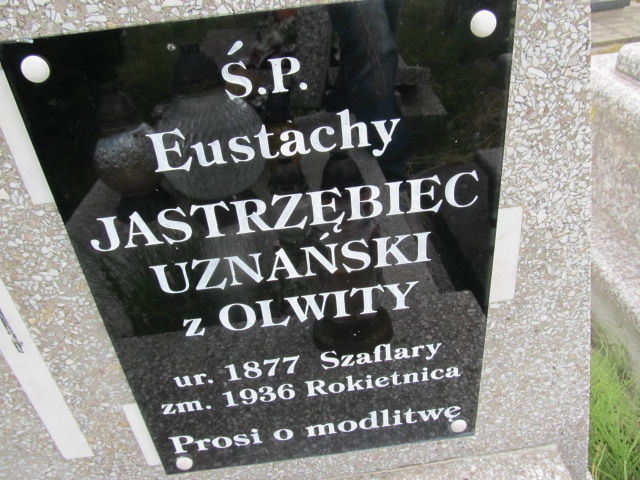 Ś.P.
Eustachy
JASTRZĘBIEC
UZNAŃSKI
z OLWITY
ur. 1877 Szaflary
zm. 1936 Rokietnica
Prosi o modlitwę